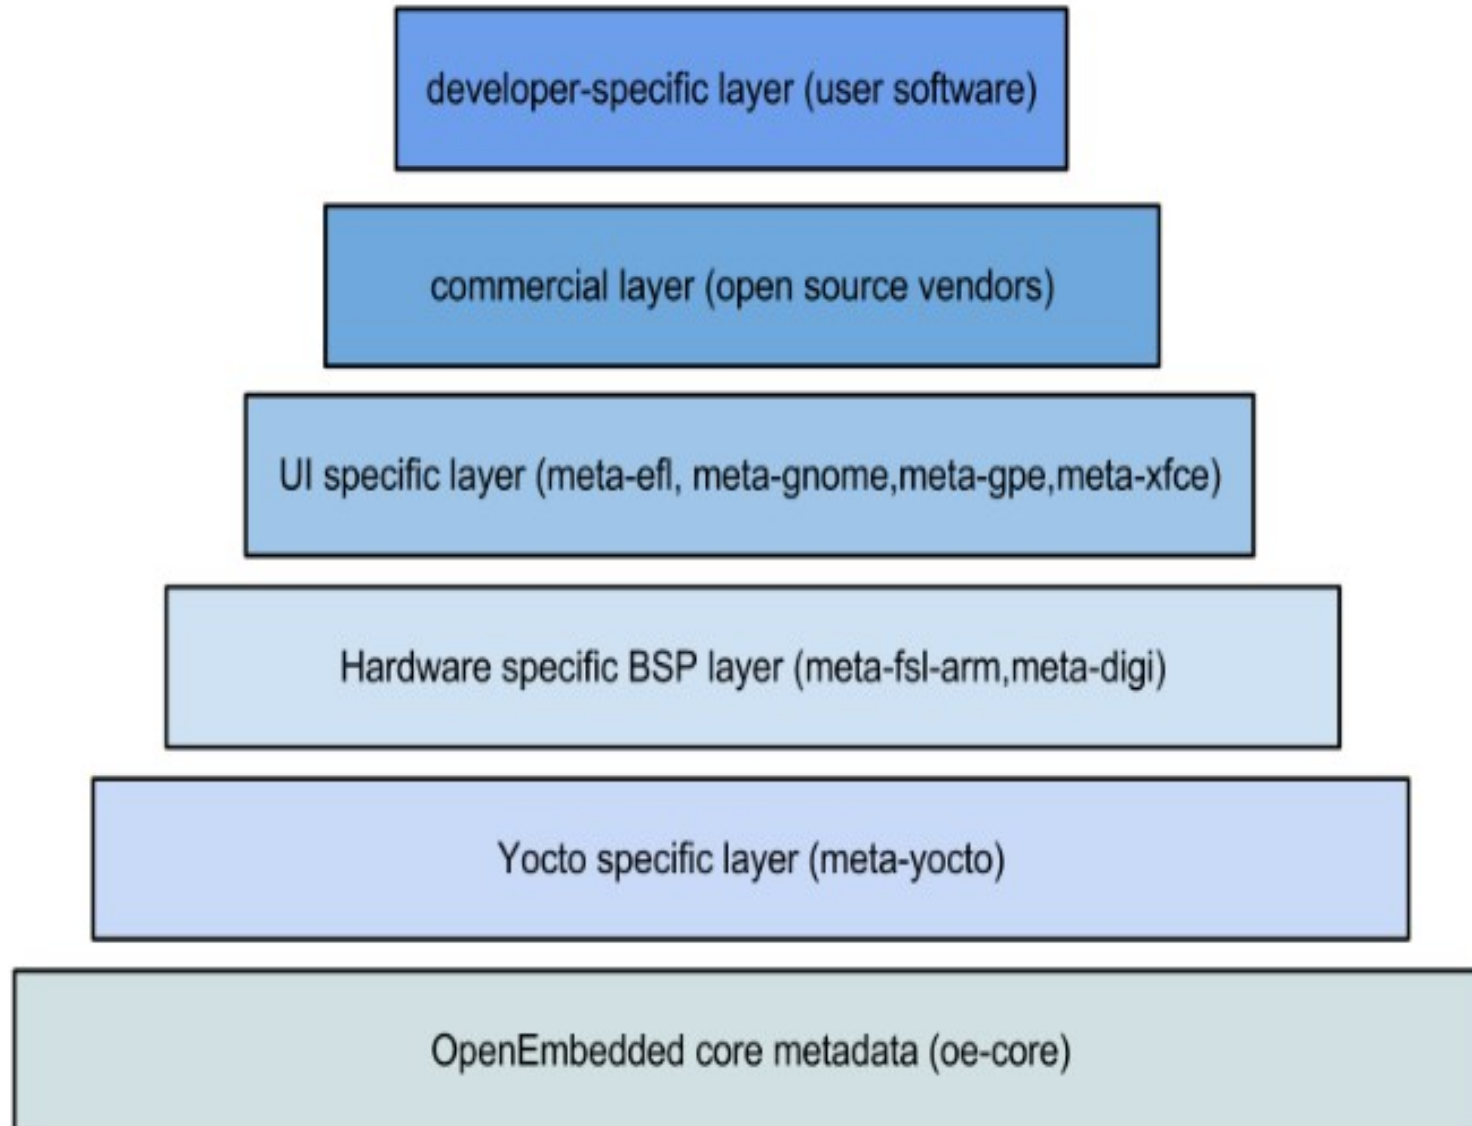 developer-specific layer (user software)
commercial layer (open source vendors)
UI specific layer (meta-efl, meta-gnome,meta-gpe,meta-xfce)
Hardware specific BSP layer (meta-fsl-arm,meta-digi)
Yocto specific layer (meta-yocto)
OpenEmbedded core metadata (oe-core)